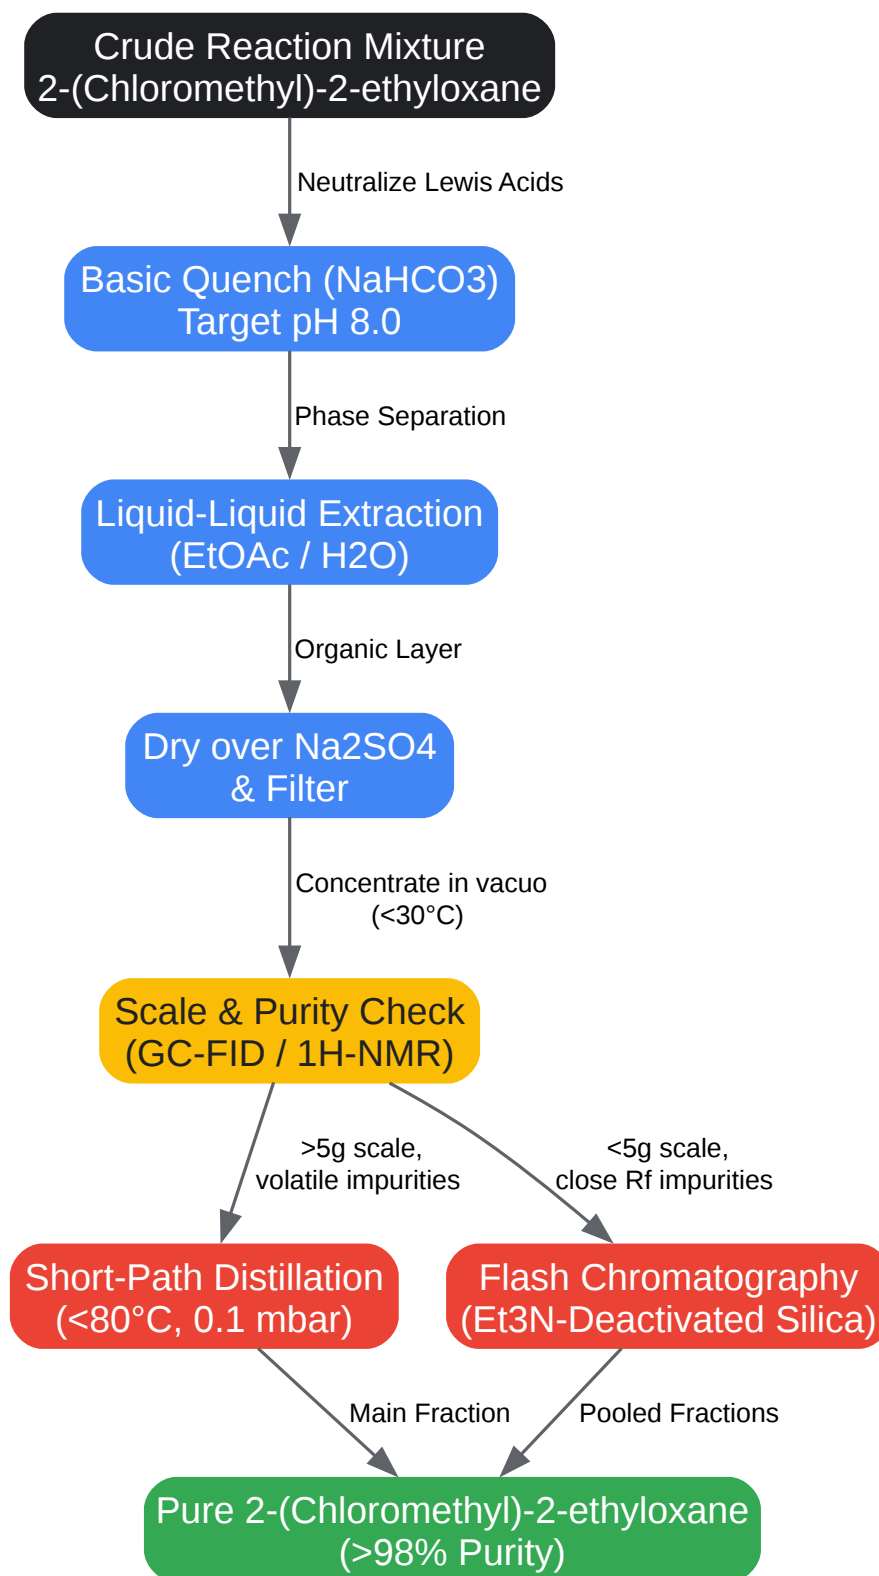 Crude Reaction Mixture
2-(Chloromethyl)-2-ethyloxane
Neutralize Lewis Acids
Basic Quench (NaHCO3)
Target pH 8.0
Phase Separation
Liquid-Liquid Extraction
(EtOAc / H2O)
Organic Layer
Dry over Na2SO4
& Filter
Concentrate in vacuo
(<30°C)
Scale & Purity Check
(GC-FID / 1H-NMR)
>5g scale,
volatile impurities
<5g scale,
close Rf impurities
Short-Path Distillation
(<80°C, 0.1 mbar)
Flash Chromatography
(Et3N-Deactivated Silica)
Main Fraction
Pooled Fractions
Pure 2-(Chloromethyl)-2-ethyloxane
(>98% Purity)